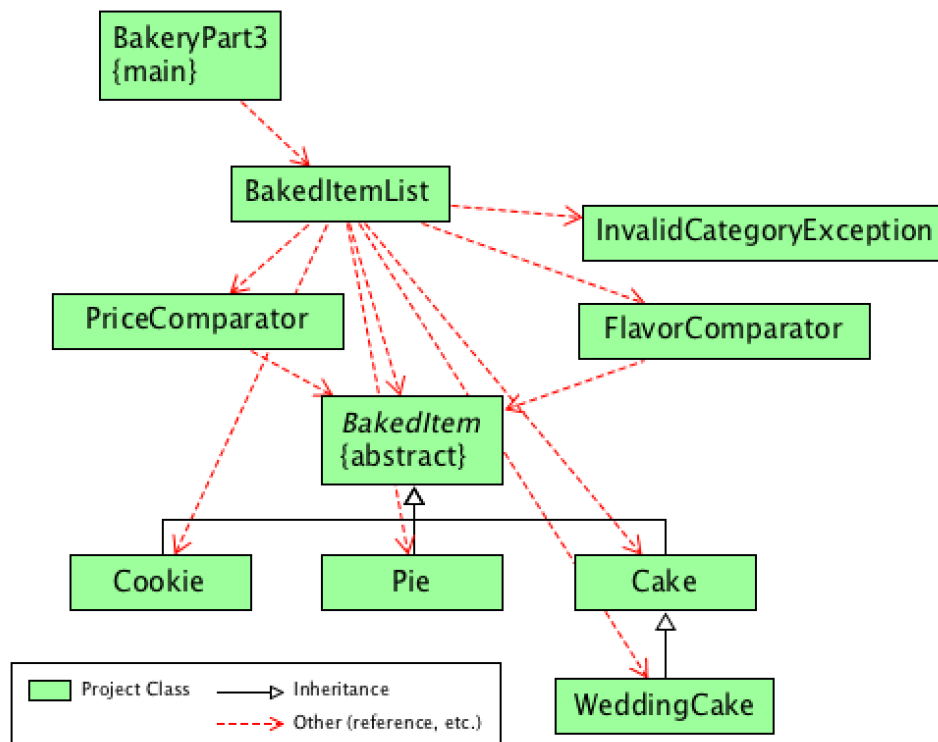 BakeryPart3
{main}
BakedItemList
InvalidCategoryException
PriceComparator
FlavorComparator
BakedItem
{abstract}
Cookie
Pie
Cake
Project Class
Inheritance
Other (reference, etc.)
WeddingCake